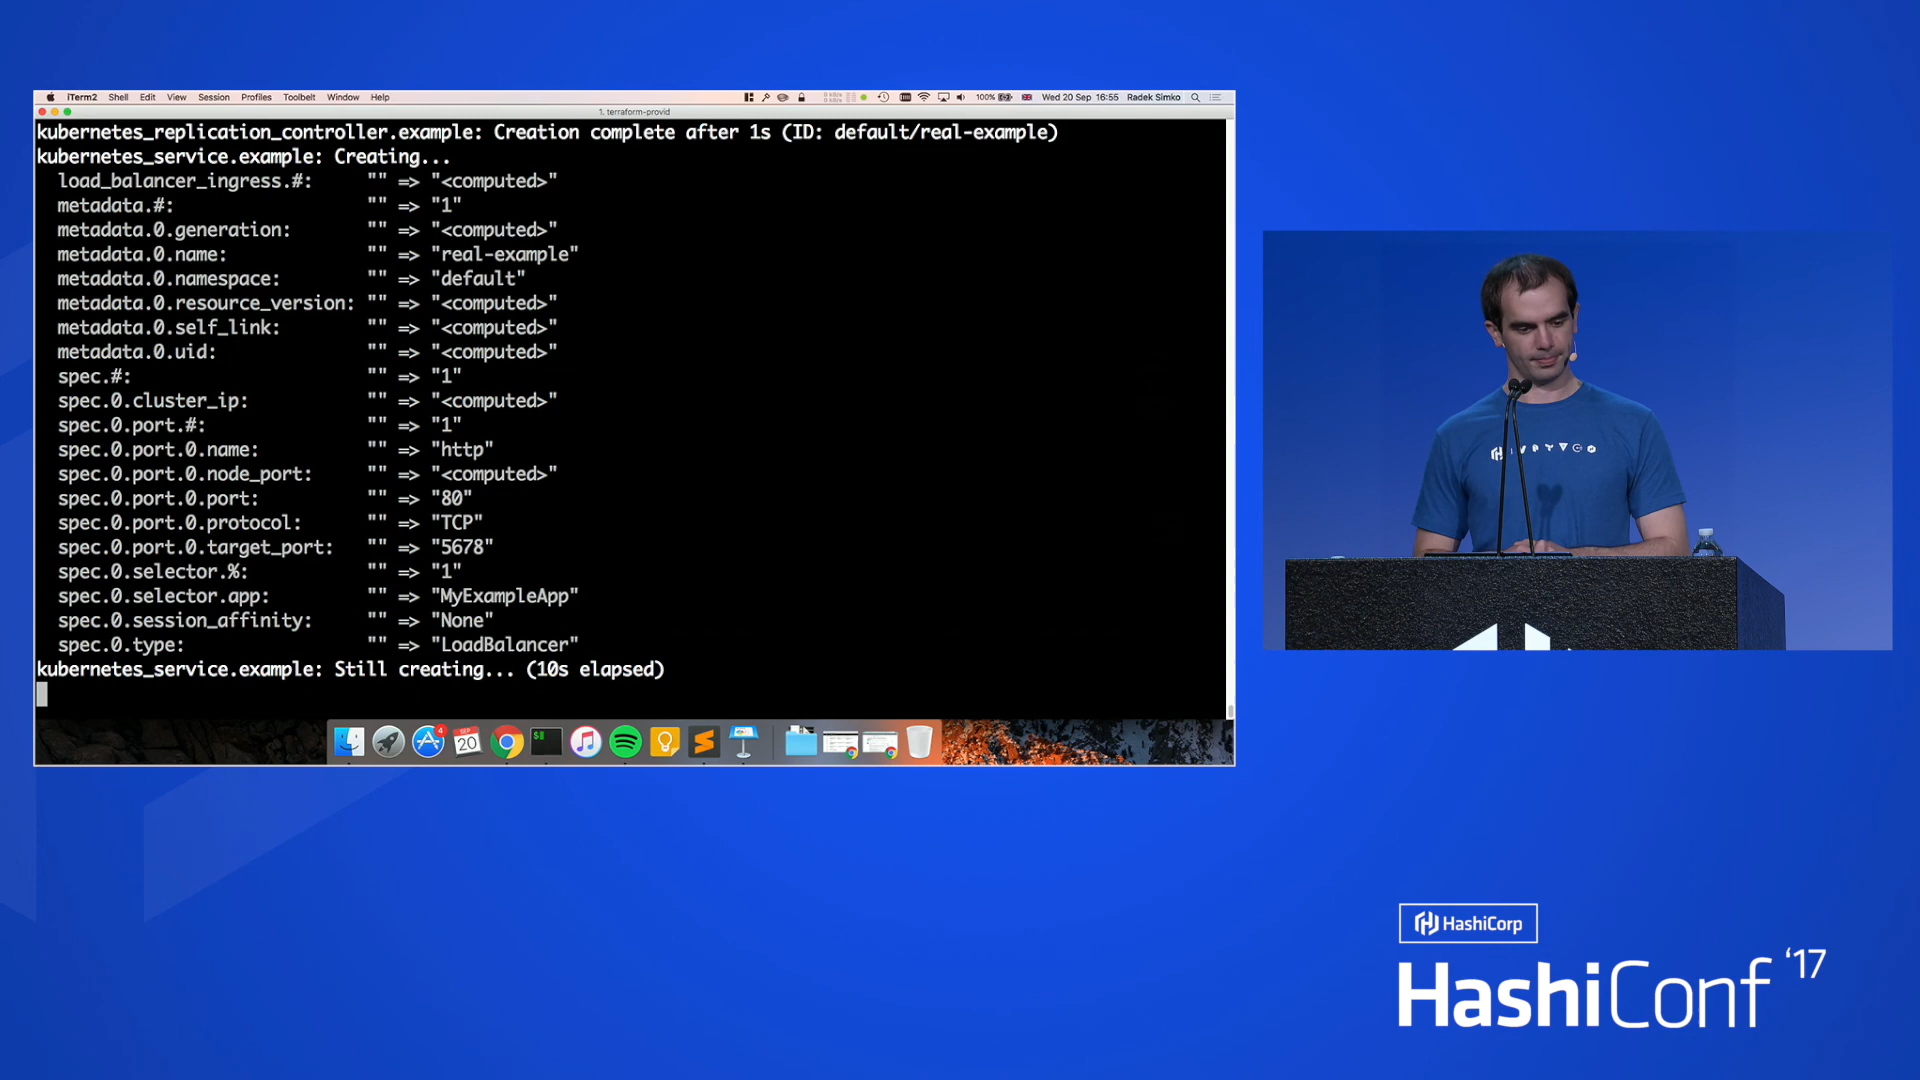 iTerm2 Shell Edit View Session Profiles Toolbelt Window Help
100% Wed 20 Sep 16:55 Radek Simko
1. terraform-provid
kubernetes_replication_controller.example: Creation complete after 1s (ID: default/real-example)
kubernetes_service.example: Creating...
load_balancer_ingress.#: "" => "<computed>"
metadata.#: "" => "1"
metadata.0.generation: "" => "<computed>"
metadata.0.name: "" => "real-example"
metadata.0.namespace: "" => "default"
metadata.0.resource_version: "" => "<computed>"
metadata.0.self_link: "" => "<computed>"
metadata.0.uid: "" => "<computed>"
spec.#: "" => "1"
spec.0.cluster_ip: "" => "<computed>"
spec.0.port.#: "" => "1"
spec.0.port.0.name: "" => "http"
spec.0.port.0.node_port: "" => "<computed>"
spec.0.port.0.port: "" => "80"
spec.0.port.0.protocol: "" => "TCP"
spec.0.port.0.target_port: "" => "5678"
spec.0.selector.%: "" => "1"
spec.0.selector.app: "" => "MyExampleApp"
spec.0.session_affinity: "" => "None"
spec.0.type: "" => "LoadBalancer"
kubernetes_service.example: Still creating... (10s elapsed)
4
SEP
20
$
HashiCorp
HashiConf '17